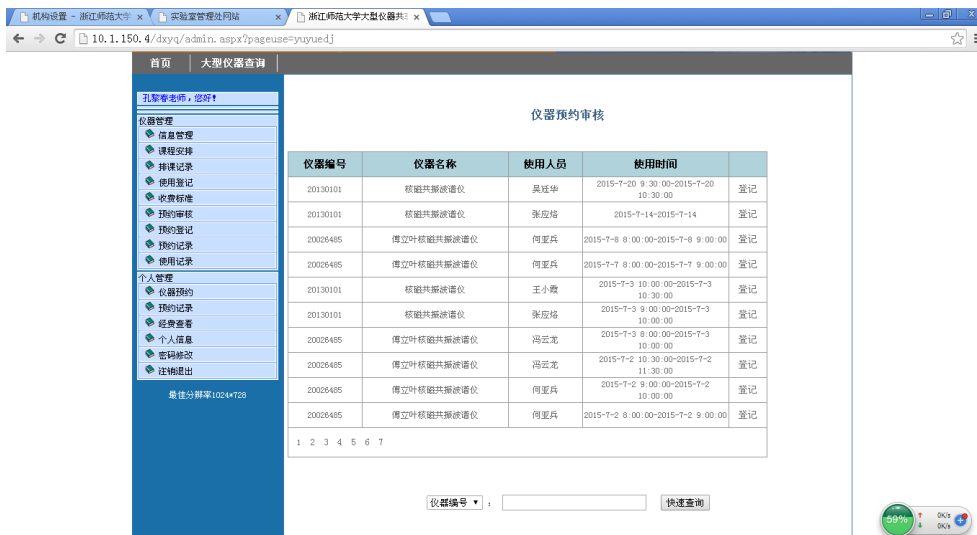 机构设置 - 浙江师范大学
实验室管理处网站
浙江师范大学大型仪器共享
10.1.150.4/dxyq/admin.aspx?pageuse=yuyuedj
首页
大型仪器查询
孔黎春老师，您好！
仪器管理
信息管理
课程安排
排课记录
使用登记
收费标准
预约审核
预约登记
预约记录
使用记录
个人管理
仪器预约
预约记录
经费查看
个人信息
密码修改
注销退出
最佳分辨率1024*728
仪器预约审核
仪器编号 仪器名称 使用人员 使用时间
20130101 核磁共振波谱仪 吴廷华 2015-7-20 9:30:00-2015-7-20 登记
10:30:00
20130101 核磁共振波谱仪 张应烙 2015-7-14-2015-7-14 登记
20026485 傅立叶核磁共振波谱仪 何亚兵 2015-7-8 8:00:00-2015-7-8 9:00:00 登记
20026485 傅立叶核磁共振波谱仪 何亚兵 2015-7-7 8:00:00-2015-7-7 9:00:00 登记
20130101 核磁共振波谱仪 王小霞 2015-7-3 10:00:00-2015-7-3 登记
10:30:00
20130101 核磁共振波谱仪 张应烙 2015-7-3 9:00:00-2015-7-3 登记
10:00:00
20026485 傅立叶核磁共振波谱仪 冯云龙 2015-7-3 8:00:00-2015-7-3 登记
10:00:00
20026485 傅立叶核磁共振波谱仪 冯云龙 2015-7-2 10:30:00-2015-7-2 登记
11:30:00
20026485 傅立叶核磁共振波谱仪 何亚兵 2015-7-2 9:00:00-2015-7-2 登记
10:00:00
20026485 傅立叶核磁共振波谱仪 何亚兵 2015-7-2 8:00:00-2015-7-2 9:00:00 登记
1 2 3 4 5 6 7
仪器编号 ： 快速查询
59%
0K/s
0K/s